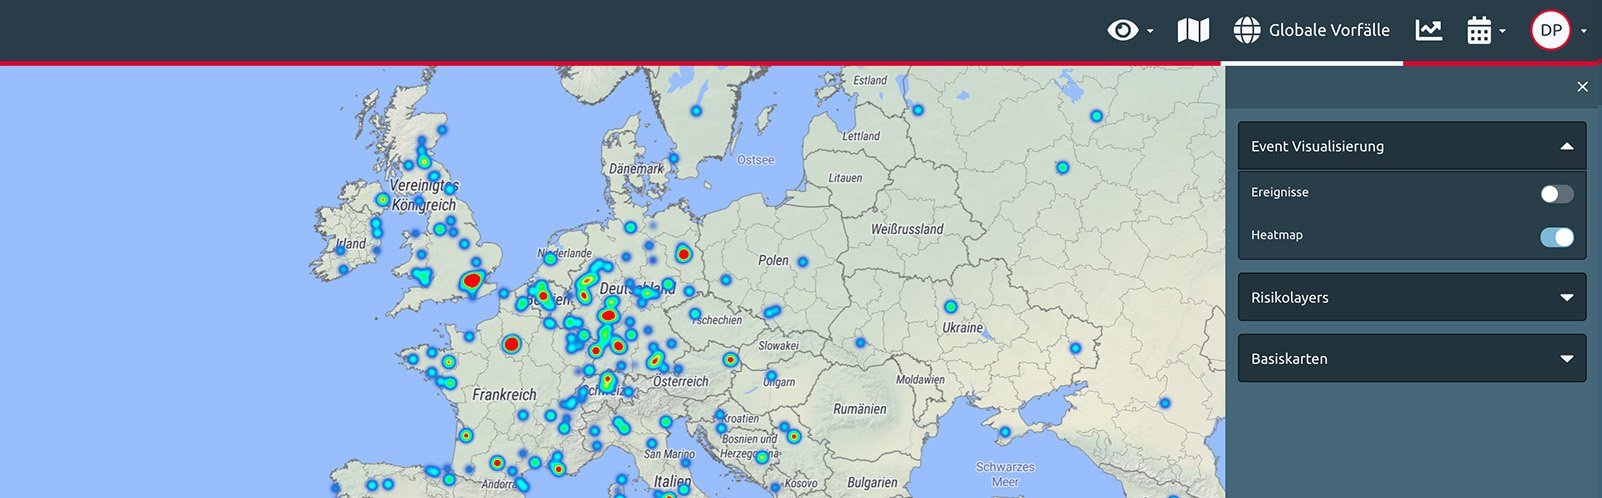 Globale Vorfälle
DP
Estland
Lettland
Ostsee
Dänemark
Litauen
Vereinigtes
Königreich
Weißrussland
Irland
Niederlande
Polen
Deutschland
Belgien
Tschechien
Ukraine
Slowakei
Österreich
Ungarn
Moldawien
Schweiz
Frankreich
Rumänien
Kroatien
Bosnien und
Herzegowina
San Marino
Schwarzes
Meer
Andorra
Italien
Kosovo
Bulgarien
Event Visualisierung
Ereignisse
Heatmap
Risikolayers
Basiskarten